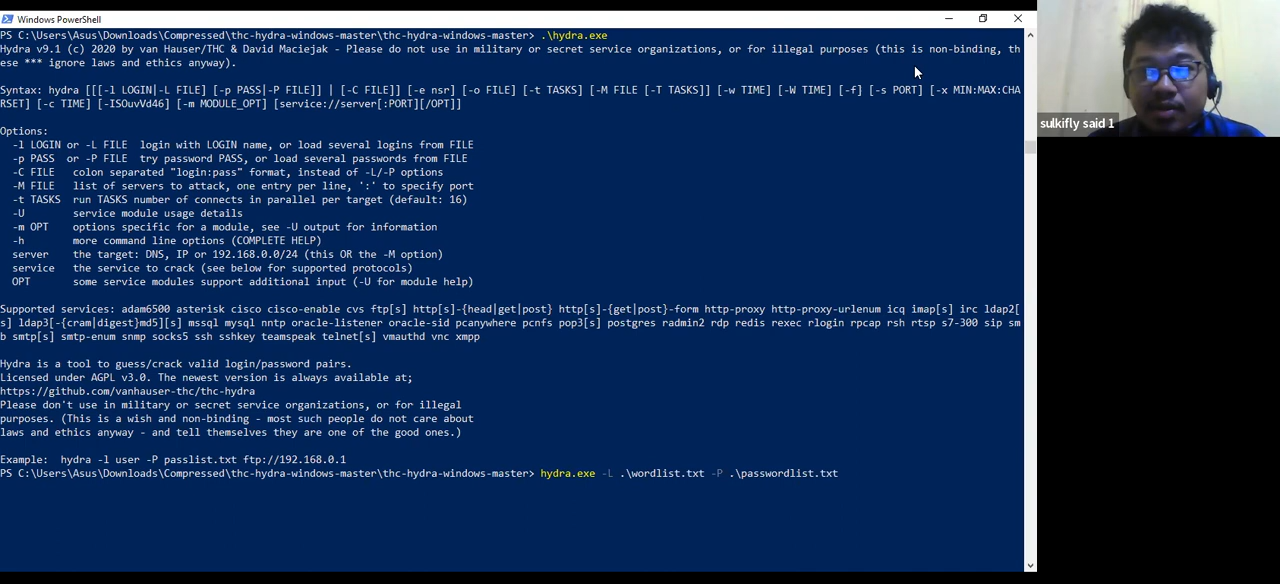 Windows PowerShell
PS C:\Users\Asus\Downloads\Compressed\thc-hydra-windows-master\thc-hydra-windows-master> .\hydra.exe
Hydra v9.1 (c) 2020 by van Hauser/THC & David Maciejak - Please do not use in military or secret service organizations, or for illegal purposes (this is non-binding, th
ese *** ignore laws and ethics anyway).
Syntax: hydra [[[-l LOGIN|-L FILE] [-p PASS|-P FILE]] | [-C FILE]] [-e nsr] [-o FILE] [-t TASKS] [-M FILE [-T TASKS]] [-w TIME] [-W TIME] [-f] [-s PORT] [-x MIN:MAX:CHA
RSET] [-c TIME] [-ISOuvVd46] [-m MODULE_OPT] [service://server[:PORT][/OPT]]
Options:
-l LOGIN or -L FILE  login with LOGIN name, or load several logins from FILE
-p PASS  or -P FILE  try password PASS, or load several passwords from FILE
-C FILE   colon separated "login:pass" format, instead of -L/-P options
-M FILE   list of servers to attack, one entry per line, ':' to specify port
-t TASKS  run TASKS number of connects in parallel per target (default: 16)
-U        service module usage details
-m OPT    options specific for a module, see -U output for information
-h        more command line options (COMPLETE HELP)
server    the target: DNS, IP or 192.168.0.0/24 (this OR the -M option)
service   the service to crack (see below for supported protocols)
OPT       some service modules support additional input (-U for module help)
Supported services: adam6500 asterisk cisco cisco-enable cvs ftp[s] http[s]-{head|get|post} http[s]-{get|post}-form http-proxy http-proxy-urlenum icq imap[s] irc ldap2[
s] ldap3[-{cram|digest}md5][s] mssql mysql nntp oracle-listener oracle-sid pcanywhere pcnfs pop3[s] postgres radmin2 rdp redis rexec rlogin rpcap rsh rtsp s7-300 sip sm
b smtp[s] smtp-enum snmp socks5 ssh sshkey teamspeak telnet[s] vmauthd vnc xmpp
Hydra is a tool to guess/crack valid login/password pairs.
Licensed under AGPL v3.0. The newest version is always available at;
https://github.com/vanhauser-thc/thc-hydra
Please don't use in military or secret service organizations, or for illegal
purposes. (This is a wish and non-binding - most such people do not care about
laws and ethics anyway - and tell themselves they are one of the good ones.)
Example:  hydra -l user -P passlist.txt ftp://192.168.0.1
PS C:\Users\Asus\Downloads\Compressed\thc-hydra-windows-master\thc-hydra-windows-master> hydra.exe -L .\wordlist.txt -P .\passwordlist.txt
sulkifly said 1